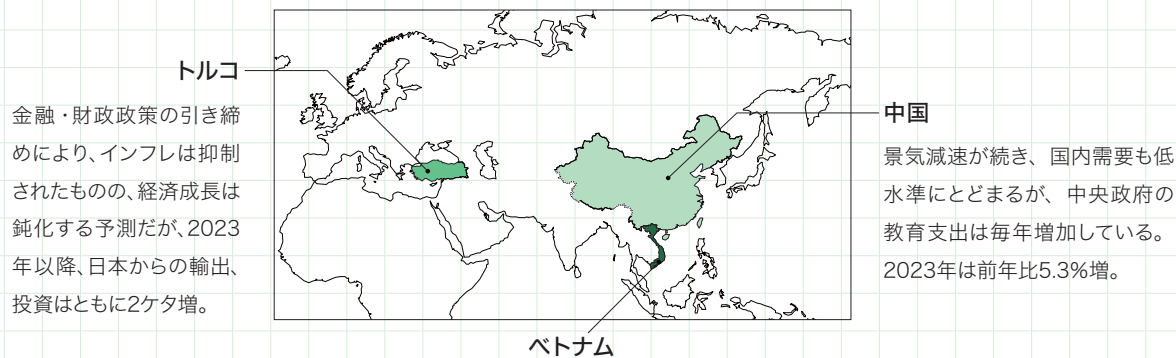 トルコ
金融・財政政策の引き締
めにより、インフレは抑制
されたものの、経済成長は
鈍化する予測だが、2023
年以降、日本からの輸出、
投資はともに2ケタ増。
中国
景気減速が続き、国内需要も低
水準にとどまるが、中央政府の
教育支出は毎年増加している。
2023年は前年比5.3%増。
ベトナム